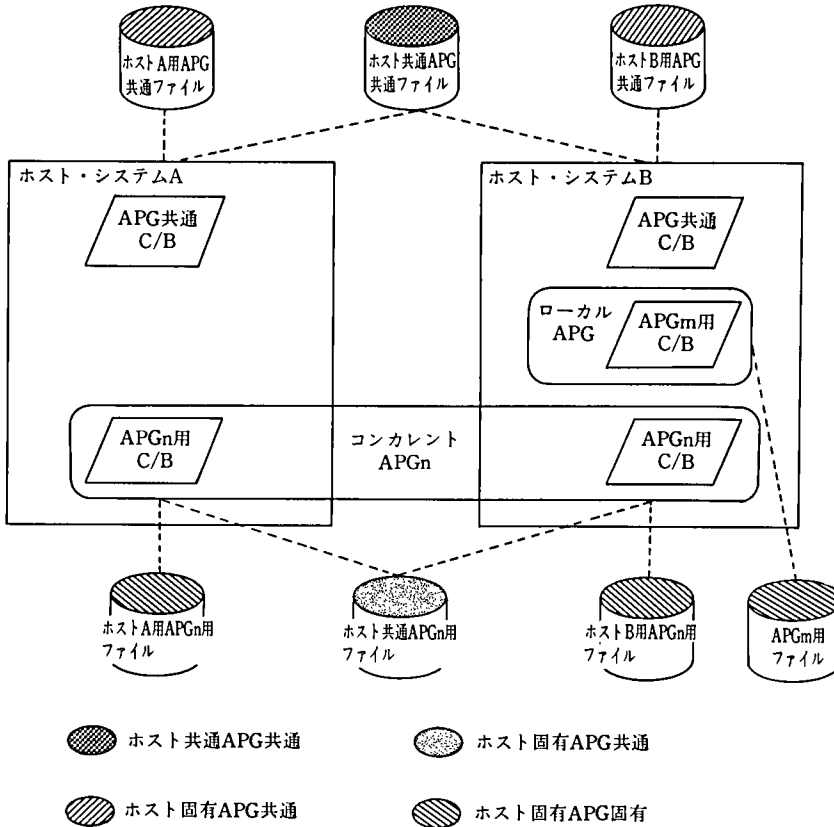 ホストA用APG
共通ファイル
ホスト共通APG
共通ファイル
ホストB用APG
共通ファイル
ホスト・システムA
APG共通
C/B
ホスト・システムB
APG共通
C/B
ローカル
APG
APGm用
C/B
APGn用
C/B
コンカレント
APGn
APGn用
C/B
ホストA用APGn用
ファイル
ホスト共通APGn用
ファイル
ホストB用APGn用
ファイル
APGm用
ファイル
ホスト共通APG共通
ホスト固有APG共通
ホスト固有APG共通
ホスト固有APG固有